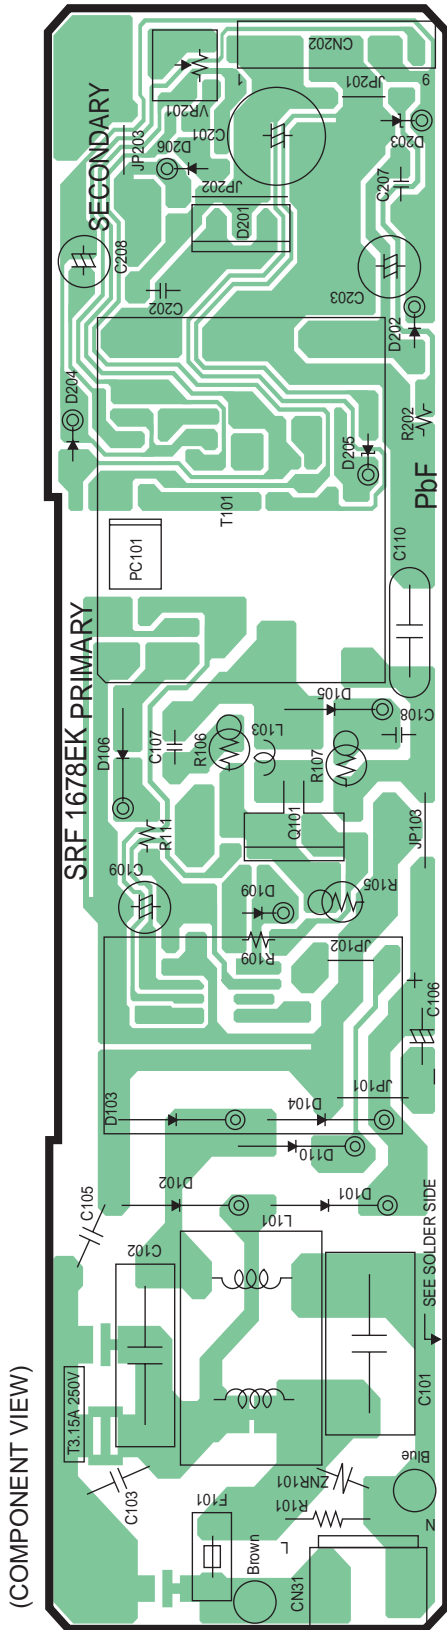 (COMPONENT VIEW)
SECONDARY
CN202
1
9
VR201
JP201
JP203
D206
C201
D203
C207
JP202
D201
C208
C202
C203
D202
D204
R202
D205
T101
PbF
PC101
C110
SRF 1678EK PRIMARY
D106
C107
R106
L103
D105
C108
R107
R111
Q101
JP103
C109
D109
R105
R109
JP102
+
C106
–
D103
D104
JP101
D110
C105
D102
D101
L101
C102
SEE SOLDER SIDE
T3.15A 250V
C101
C103
ZNR101
Blue
F101
R101
N
L
Brown
CN31